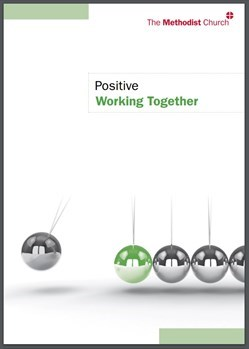 The Methodist Church
Positive
Working Together